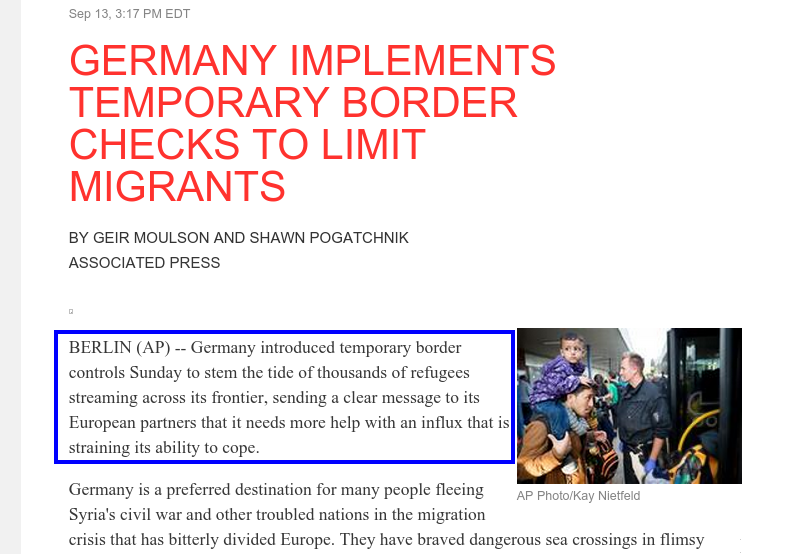 Sep 13, 3:17 PM EDT
GERMANY IMPLEMENTS
TEMPORARY BORDER
CHECKS TO LIMIT
MIGRANTS
BY GEIR MOULSON AND SHAWN POGATCHNIK
ASSOCIATED PRESS
BERLIN (AP) -- Germany introduced temporary border
controls Sunday to stem the tide of thousands of refugees
streaming across its frontier, sending a clear message to its
European partners that it needs more help with an influx that is
straining its ability to cope.
AP Photo/Kay Nietfeld
Germany is a preferred destination for many people fleeing
Syria's civil war and other troubled nations in the migration
crisis that has bitterly divided Europe. They have braved dangerous sea crossings in flimsy